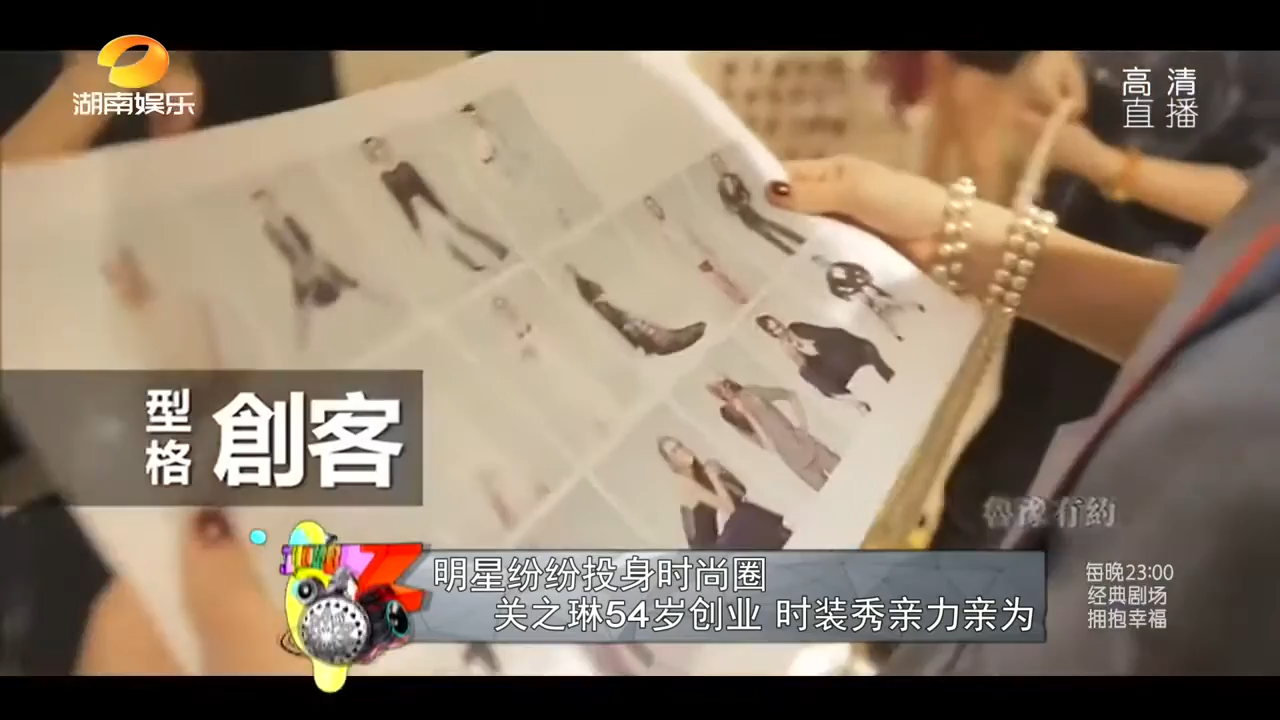 湖南娱乐
高清
直播
型格
創客
有約
明星纷纷投身时尚圈
关之琳54岁创业 时装秀亲力亲为
每晚23:00
经典剧场
拥抱幸福